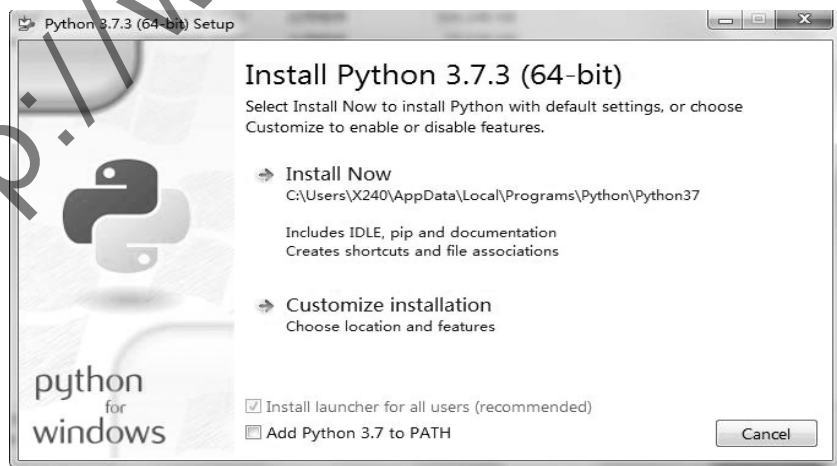 Python 3.7.3 (64-bit) Setup
Install Python 3.7.3 (64-bit)
Select Install Now to install Python with default settings, or choose
Customize to enable or disable features.
Install Now
C:\Users\X240\AppData\Local\Programs\Python\Python37
Includes IDLE, pip and documentation
Creates shortcuts and file associations
Customize installation
Choose location and features
python
for
windows
Install launcher for all users (recommended)
Add Python 3.7 to PATH
Cancel